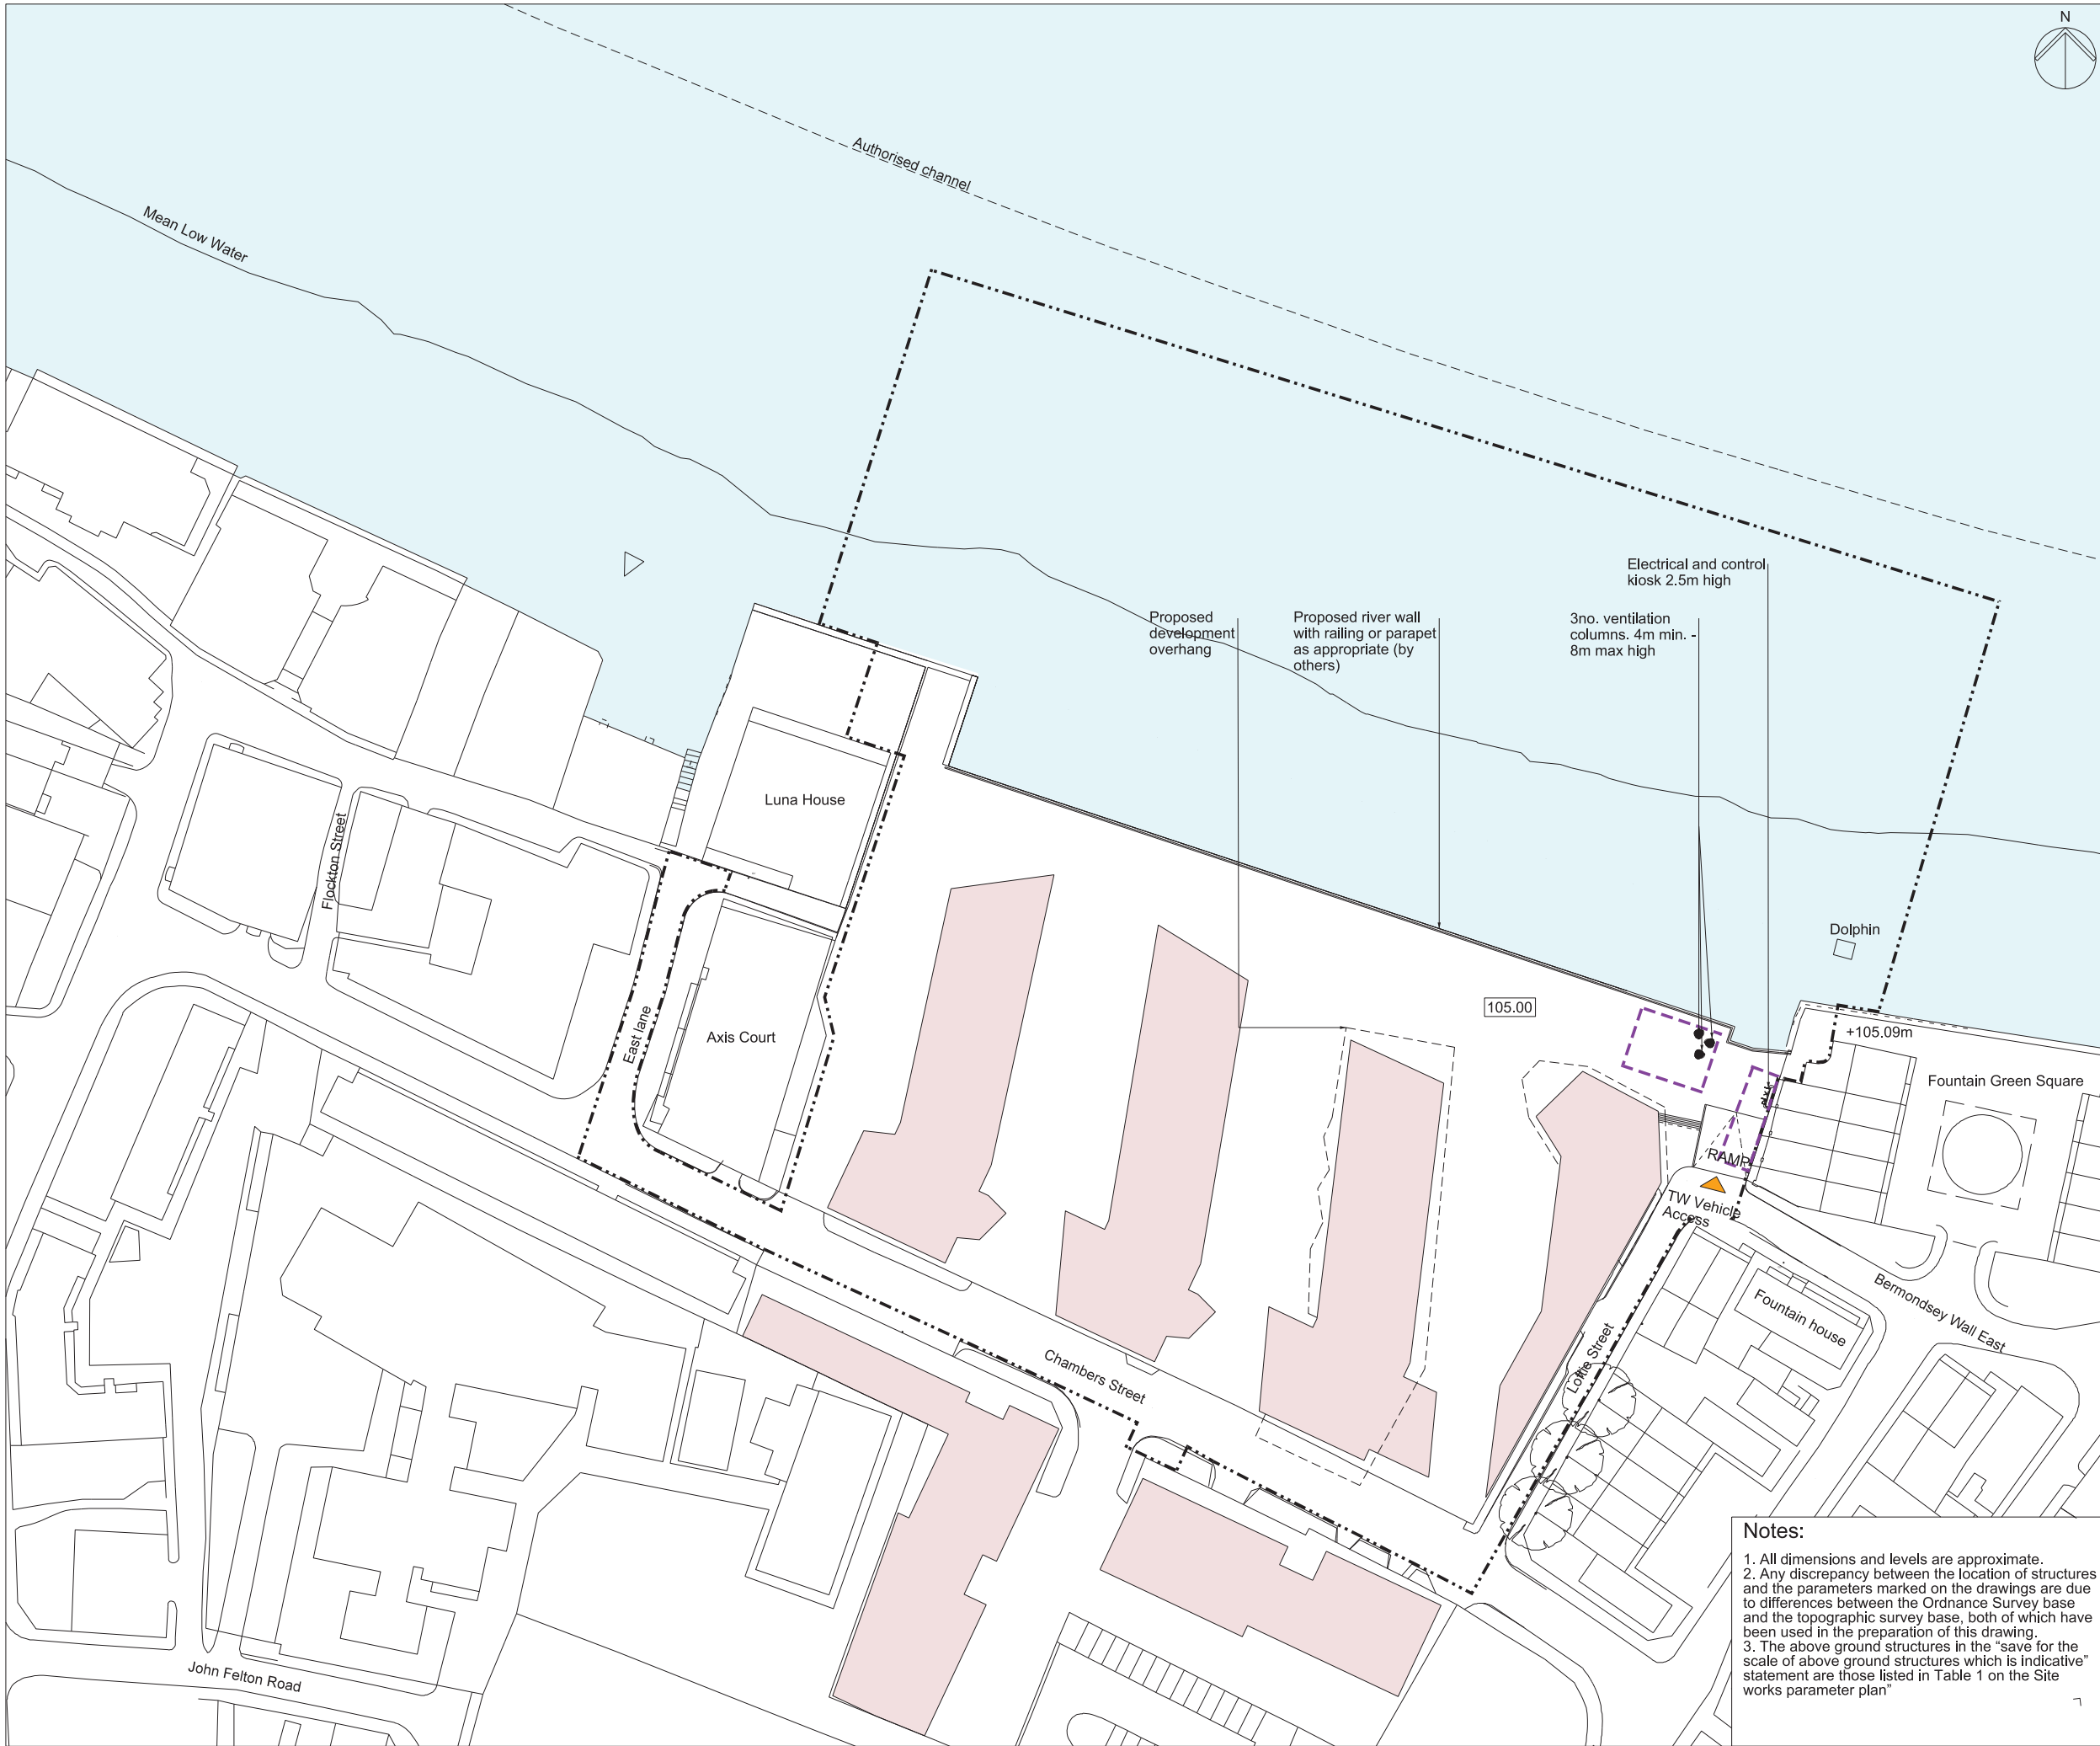 N
Authorised channel
Mean Low Water
Electrical and control
kiosk 2.5m high
Proposed
development
overhang
Proposed river wall
with railing or parapet
as appropriate (by
others)
3no. ventilation
columns. 4m min. -
8m max high
Luna House
Flockton Street
Dolphin
105.00
+105.09m
East lane
Axis Court
Fountain Green Square
RAMP
TW Vehicle
Access
Bermondsey Wall East
Fountain house
Loftie Street
Chambers Street
John Felton Road
Notes:
1. All dimensions and levels are approximate.
2. Any discrepancy between the location of structures
and the parameters marked on the drawings are due
to differences between the Ordnance Survey base
and the topographic survey base, both of which have
been used in the preparation of this drawing.
3. The above ground structures in the “save for the
scale of above ground structures which is indicative”
statement are those listed in Table 1 on the Site
works parameter plan”